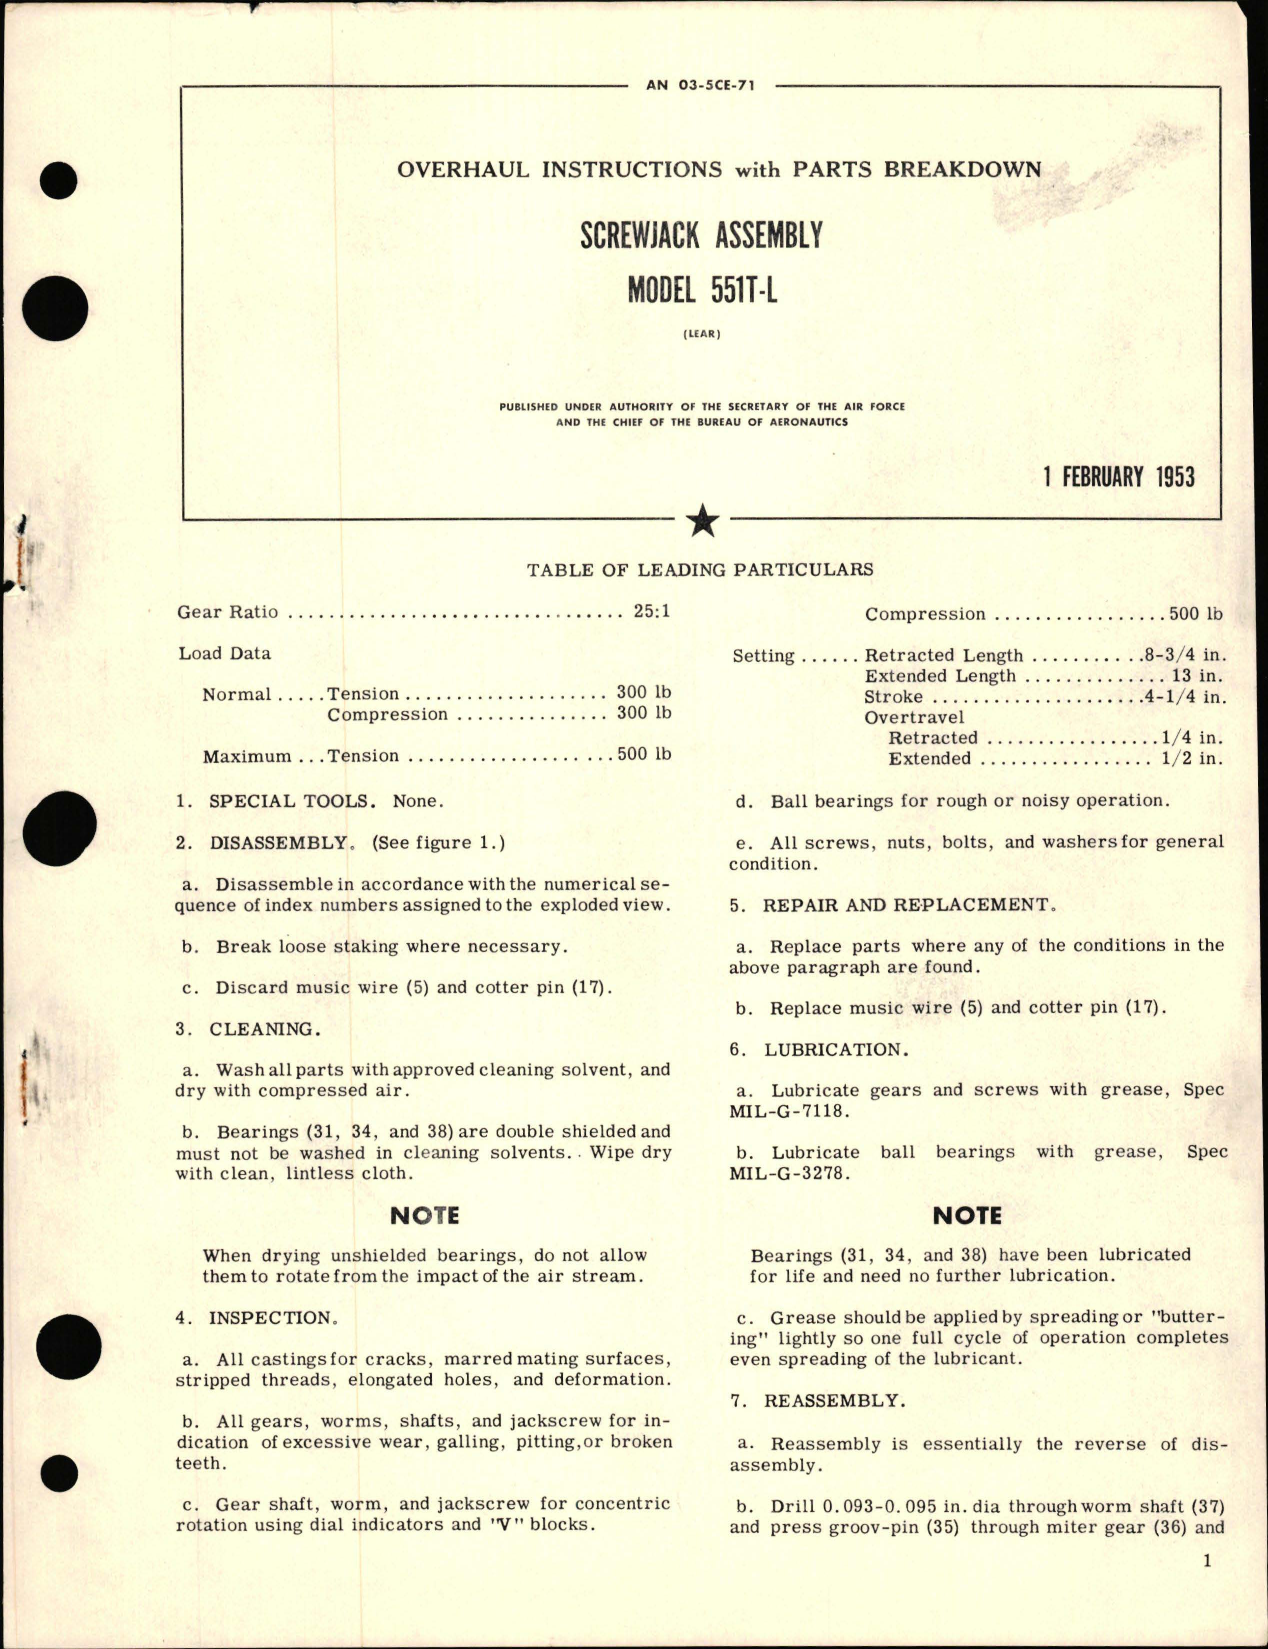 AN 03-5CE-71
OVERHAUL INSTRUCTIONS with PARTS BREAKDOWN
SCREWJACK ASSEMBLY
MODEL 551T-L
(LEAR)
PUBLISHED UNDER AUTHORITY OF THE SECRETARY OF THE AIR FORCE
AND THE CHIEF OF THE BUREAU OF AERONAUTICS
1 FEBRUARY 1953
TABLE OF LEADING PARTICULARS
Gear Ratio ................................. 25:1
Load Data
Normal .....Tension .................... 300 lb
Compression ............... 300 lb
Maximum ...Tension ....................500 lb
1. SPECIAL TOOLS. None.
2. DISASSEMBLY. (See figure 1.)
a. Disassemble in accordance with the numerical se-
quence of index numbers assigned to the exploded view.
b. Break loose staking where necessary.
c. Discard music wire (5) and cotter pin (17).
3. CLEANING.
a. Wash all parts with approved cleaning solvent, and
dry with compressed air.
b. Bearings (31, 34, and 38) are double shielded and
must not be washed in cleaning solvents. Wipe dry
with clean, lintless cloth.
NOTE
When drying unshielded bearings, do not allow
them to rotate from the impact of the air stream.
4. INSPECTION.
a. All castings for cracks, marred mating surfaces,
stripped threads, elongated holes, and deformation.
b. All gears, worms, shafts, and jackscrew for in-
dication of excessive wear, galling, pitting, or broken
teeth.
c. Gear shaft, worm, and jackscrew for concentric
rotation using dial indicators and "V" blocks.
Compression .................500 lb
Setting ......Retracted Length ...........8-3/4 in.
Extended Length .............. 13 in.
Stroke .....................4-1/4 in.
Overtravel
Retracted .................1/4 in.
Extended ................. 1/2 in.
d. Ball bearings for rough or noisy operation.
e. All screws, nuts, bolts, and washers for general
condition.
5. REPAIR AND REPLACEMENT.
a. Replace parts where any of the conditions in the
above paragraph are found.
b. Replace music wire (5) and cotter pin (17).
6. LUBRICATION.
a. Lubricate gears and screws with grease, Spec
MIL-G-7118.
b. Lubricate ball bearings with grease, Spec
MIL-G-3278.
NOTE
Bearings (31, 34, and 38) have been lubricated
for life and need no further lubrication.
c. Grease should be applied by spreading or "butter-
ing" lightly so one full cycle of operation completes
even spreading of the lubricant.
7. REASSEMBLY.
a. Reassembly is essentially the reverse of dis-
assembly.
b. Drill 0.093-0.095 in. dia through worm shaft (37)
and press groov-pin (35) through miter gear (36) and
1